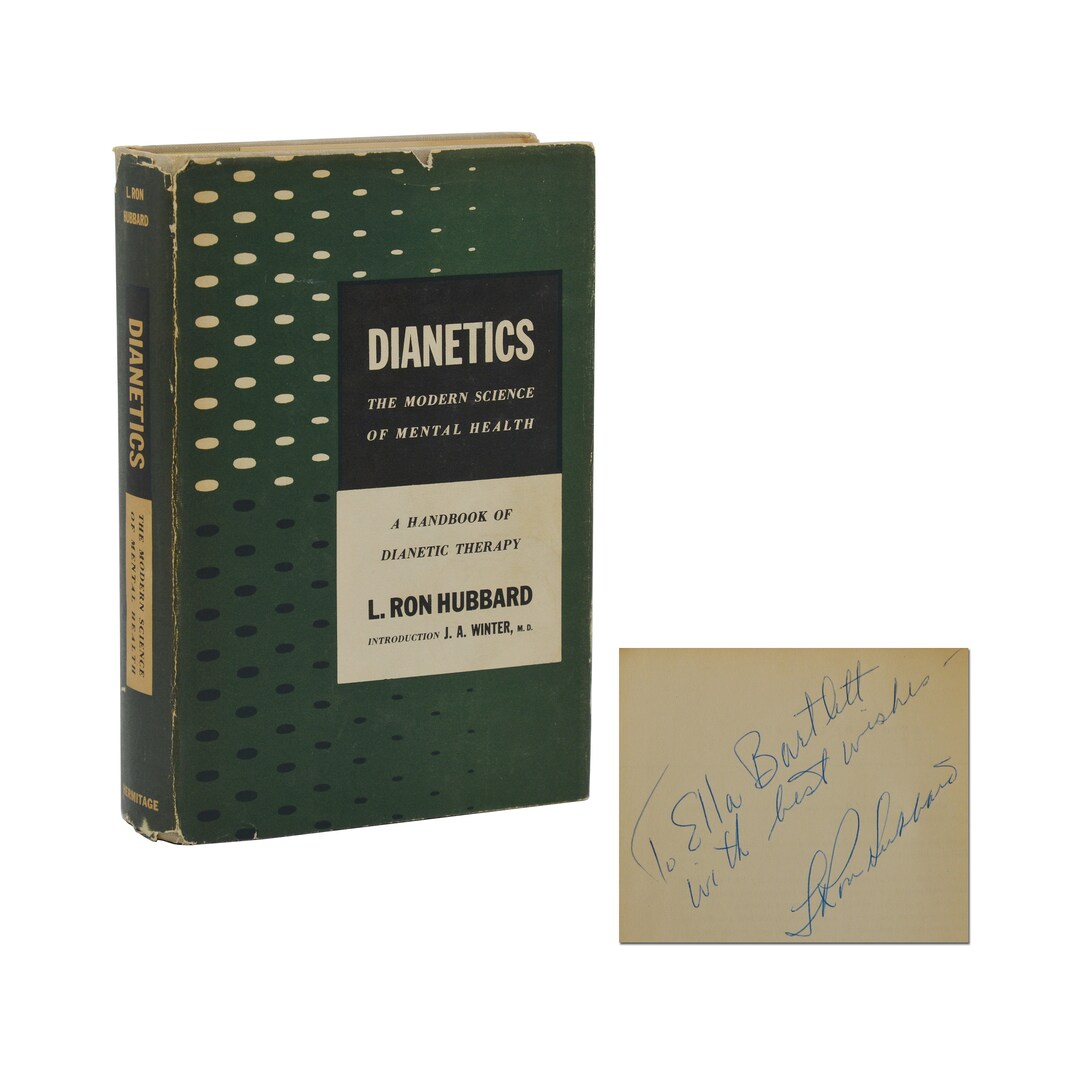 L. RON
HUBBARD
DIANETICS
THE MODERN SCIENCE
OF MENTAL HEALTH
HERMITAGE
DIANETICS
THE MODERN SCIENCE
OF MENTAL HEALTH
A HANDBOOK OF
DIANETIC THERAPY
L. RON HUBBARD
INTRODUCTION J. A. WINTER, M. D.
To Ella Bartlett
with best wishes -
L Ron Hubbard